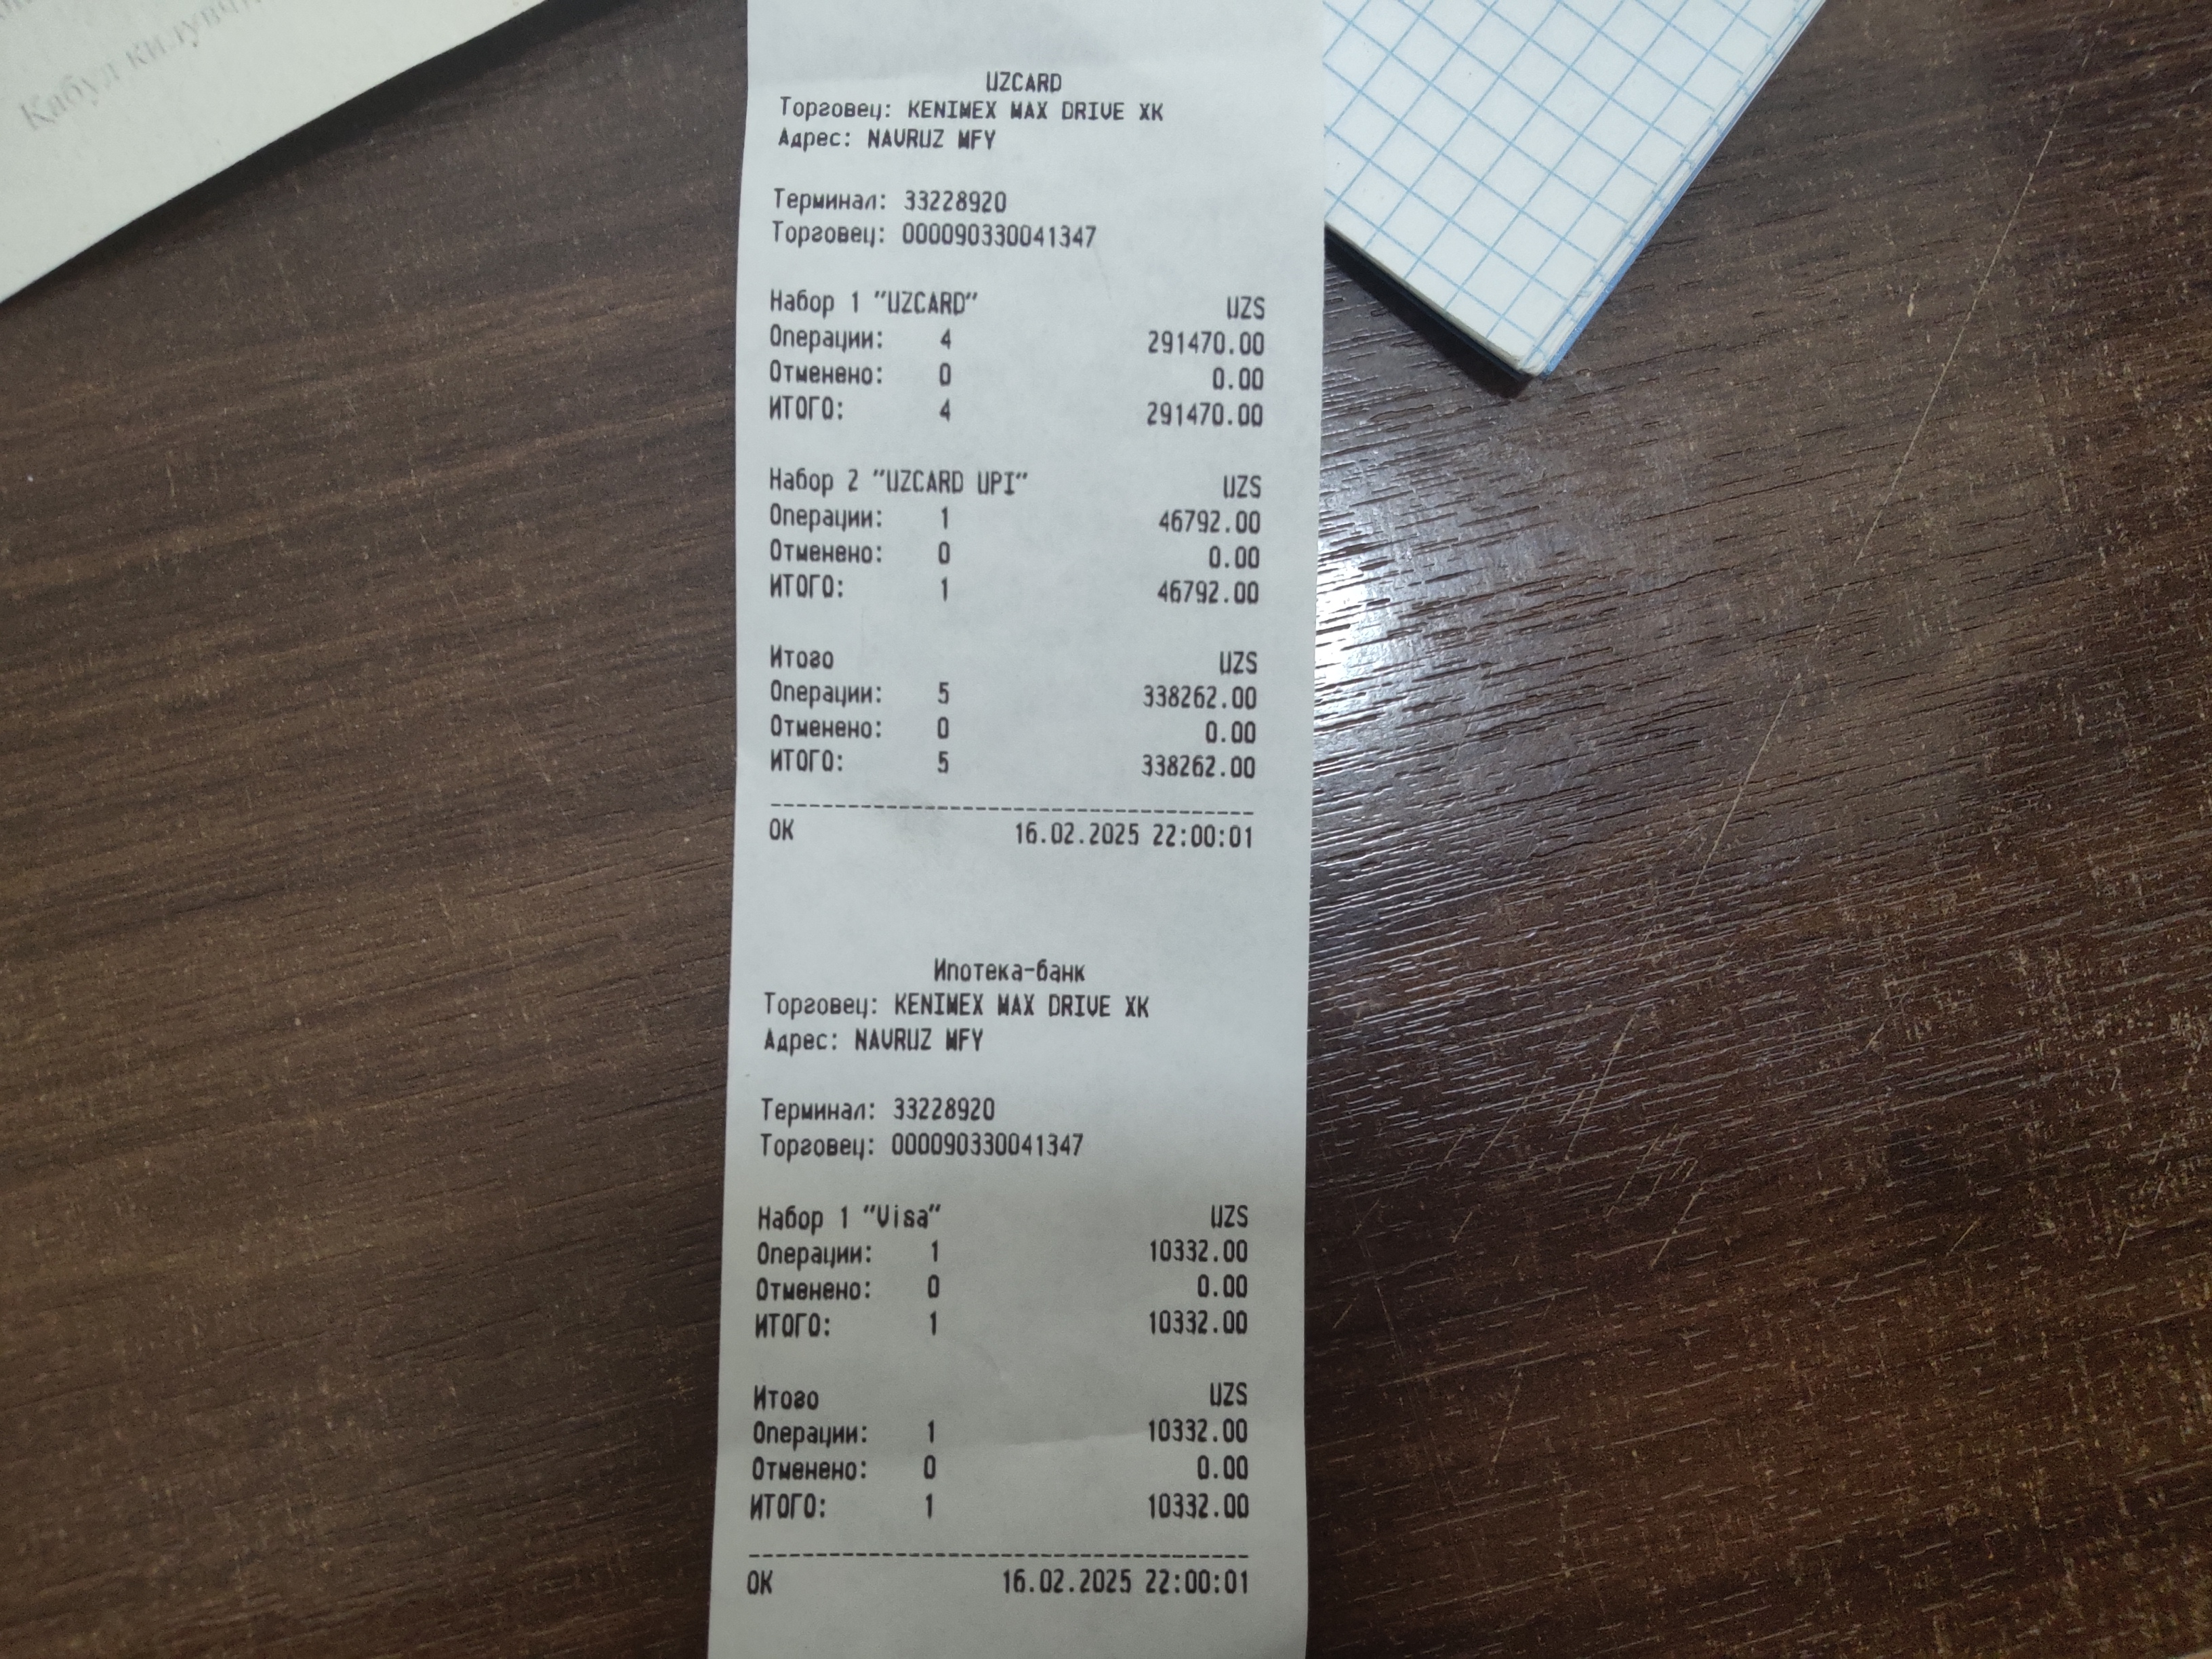 Кабул килувчи
UZCARD
Торговец: KENIMEX MAX DRIVE XK
Адрес: NAVRUZ MFY
Терминал: 33228920
Торговец: 000090330041347
Набор 1 "UZCARD" UZS
Операции: 4 291470.00
Отменено: 0 0.00
ИТОГО: 4 291470.00
Набор 2 "UZCARD UPI" UZS
Операции: 1 46792.00
Отменено: 0 0.00
ИТОГО: 1 46792.00
Итого UZS
Операции: 5 338262.00
Отменено: 0 0.00
ИТОГО: 5 338262.00
OK 16.02.2025 22:00:01
Ипотека-банк
Торговец: KENIMEX MAX DRIVE XK
Адрес: NAVRUZ MFY
Терминал: 33228920
Торговец: 000090330041347
Набор 1 "Visa" UZS
Операции: 1 10332.00
Отменено: 0 0.00
ИТОГО: 1 10332.00
Итого UZS
Операции: 1 10332.00
Отменено: 0 0.00
ИТОГО: 1 10332.00
OK 16.02.2025 22:00:01